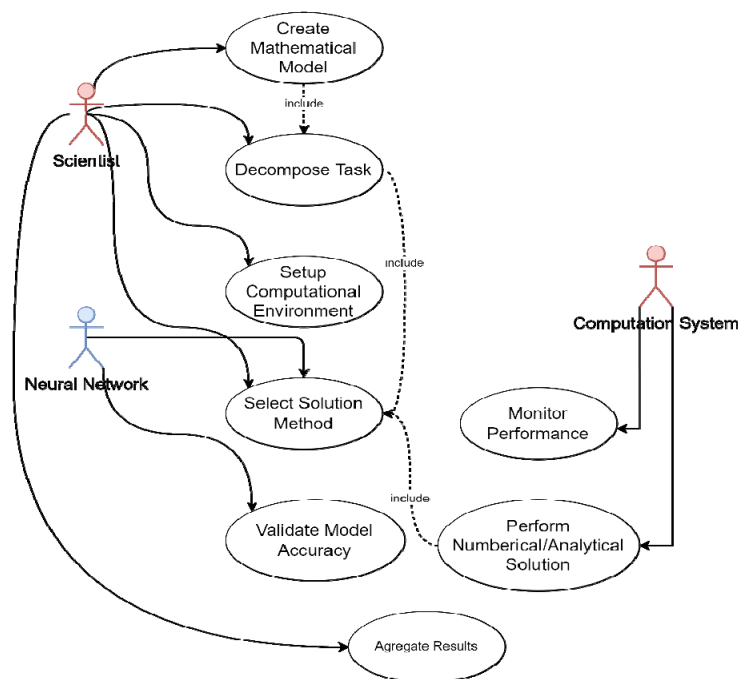 Create
Mathematical
Model
include
Scientist
Decompose Task
include
Setup
Computational
Environment
Computation System
Neural Network
Select Solution
Method
Monitor
Performance
include
Validate Model
Accuracy
Perform
Numberical/Analytical
Solution
Agregate Results